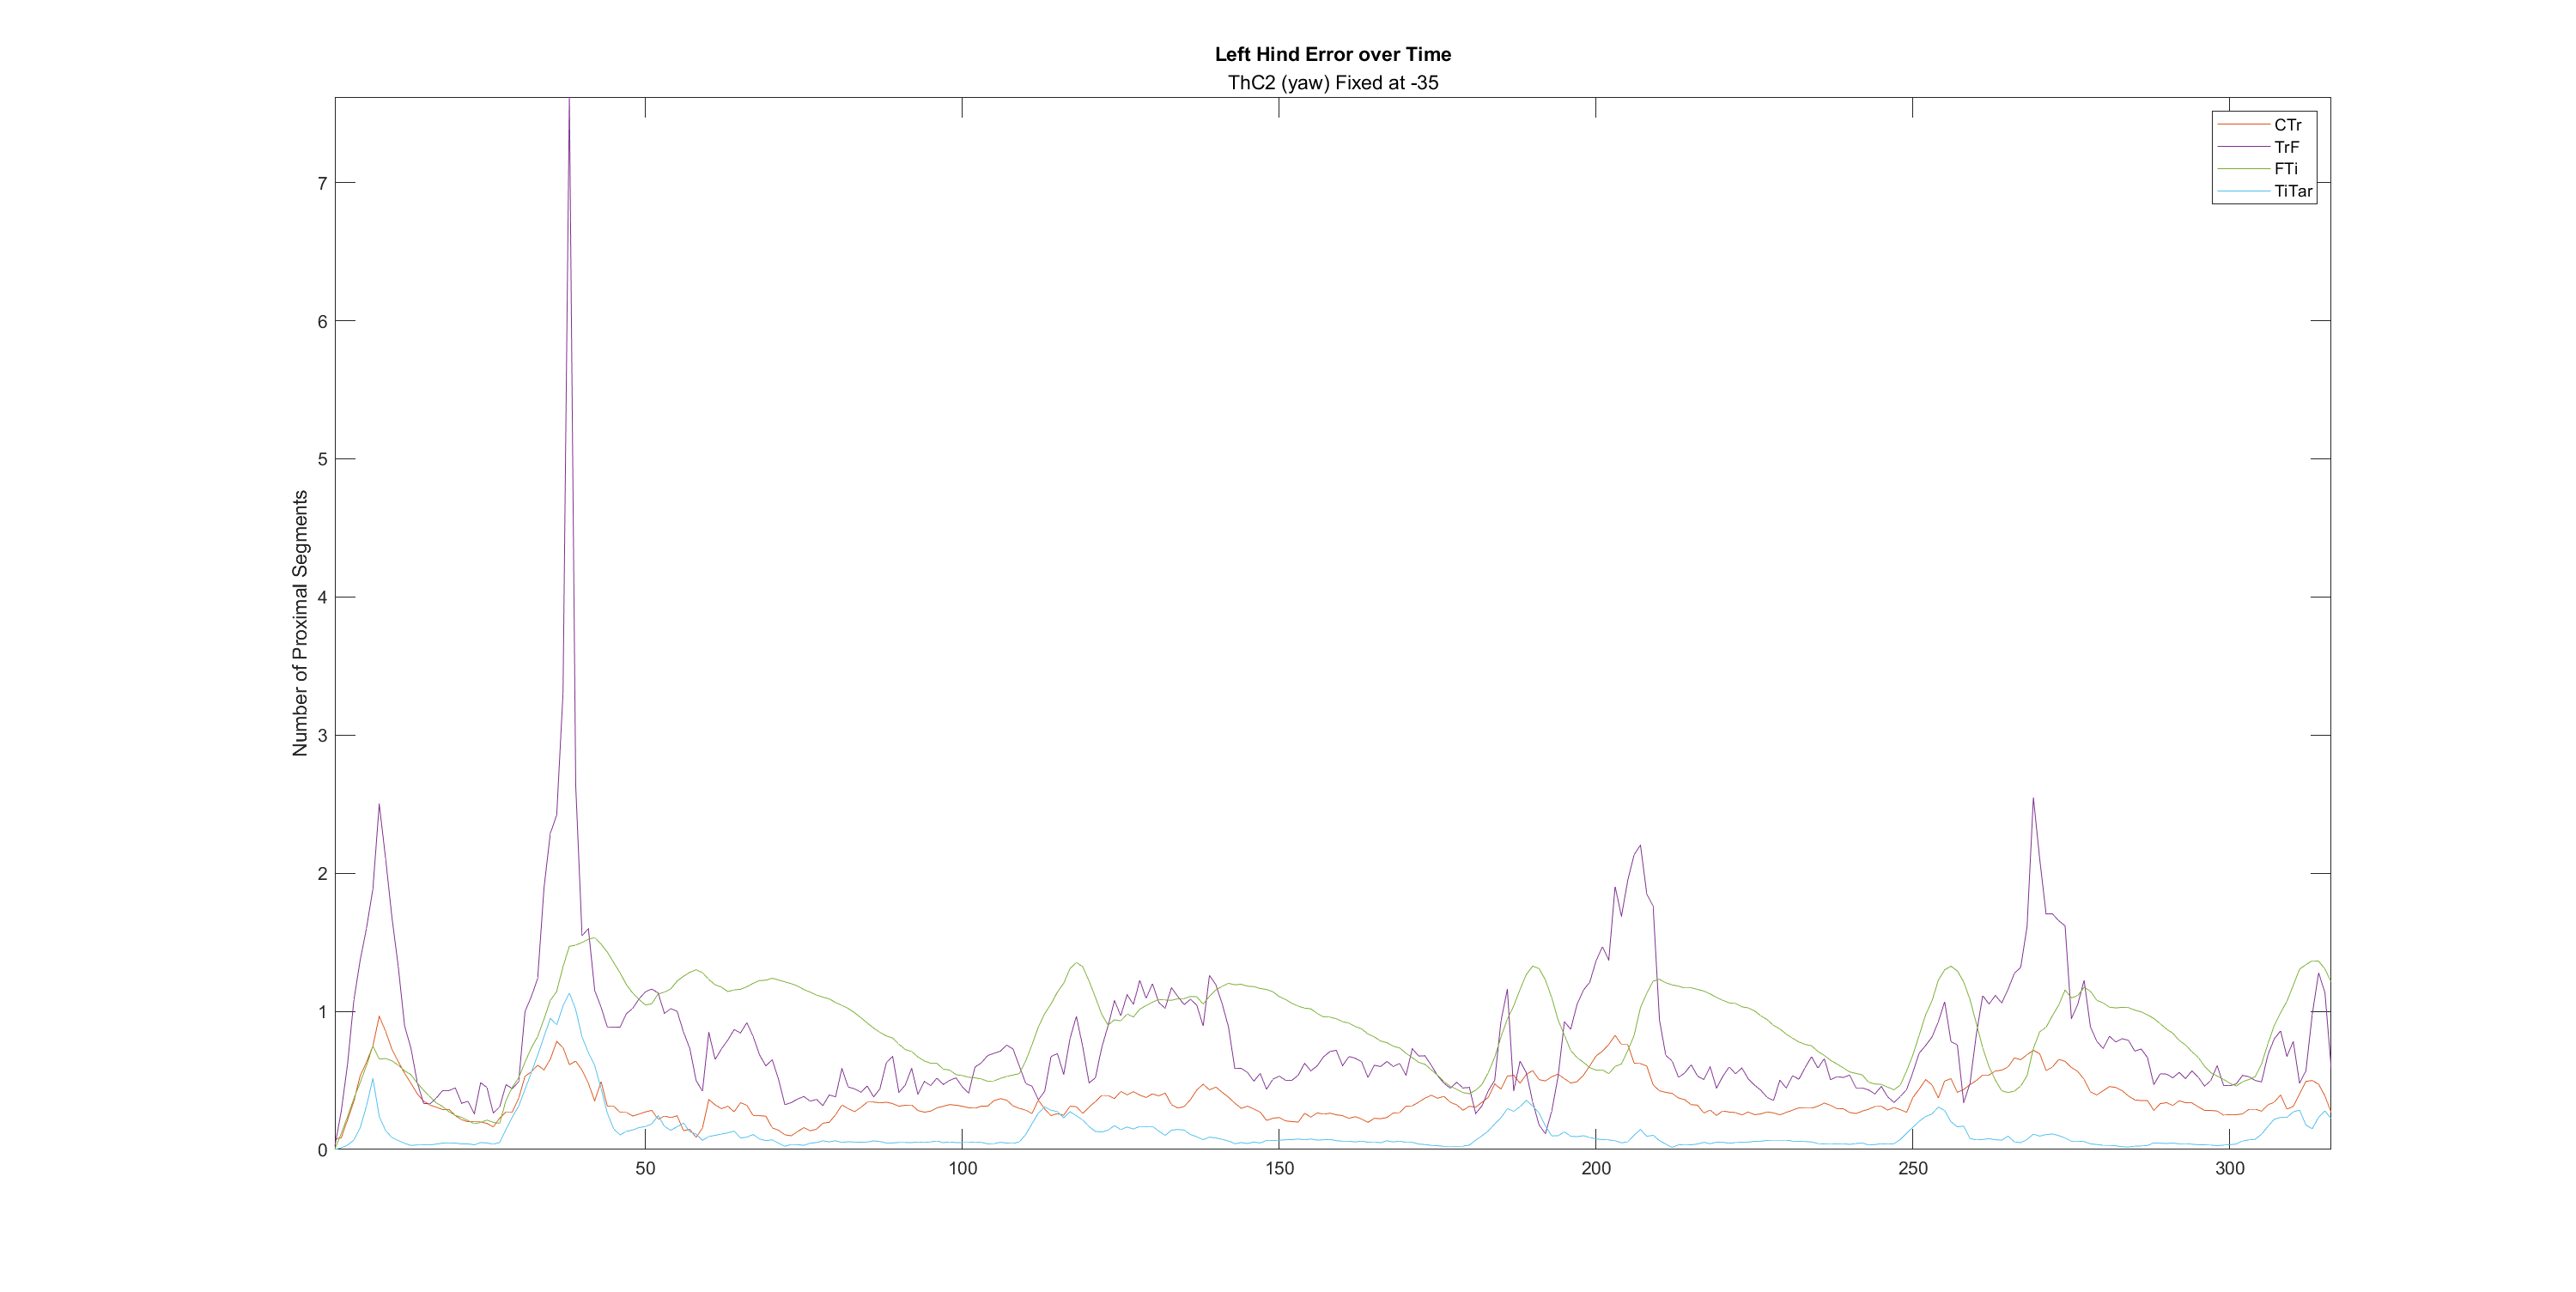 Left Hind Error over Time
ThC2 (yaw) Fixed at -35
CTr
TrF
FTi
TiTar
Number of Proximal Segments
7
6
5
4
3
2
1
0
50
100
150
200
250
300